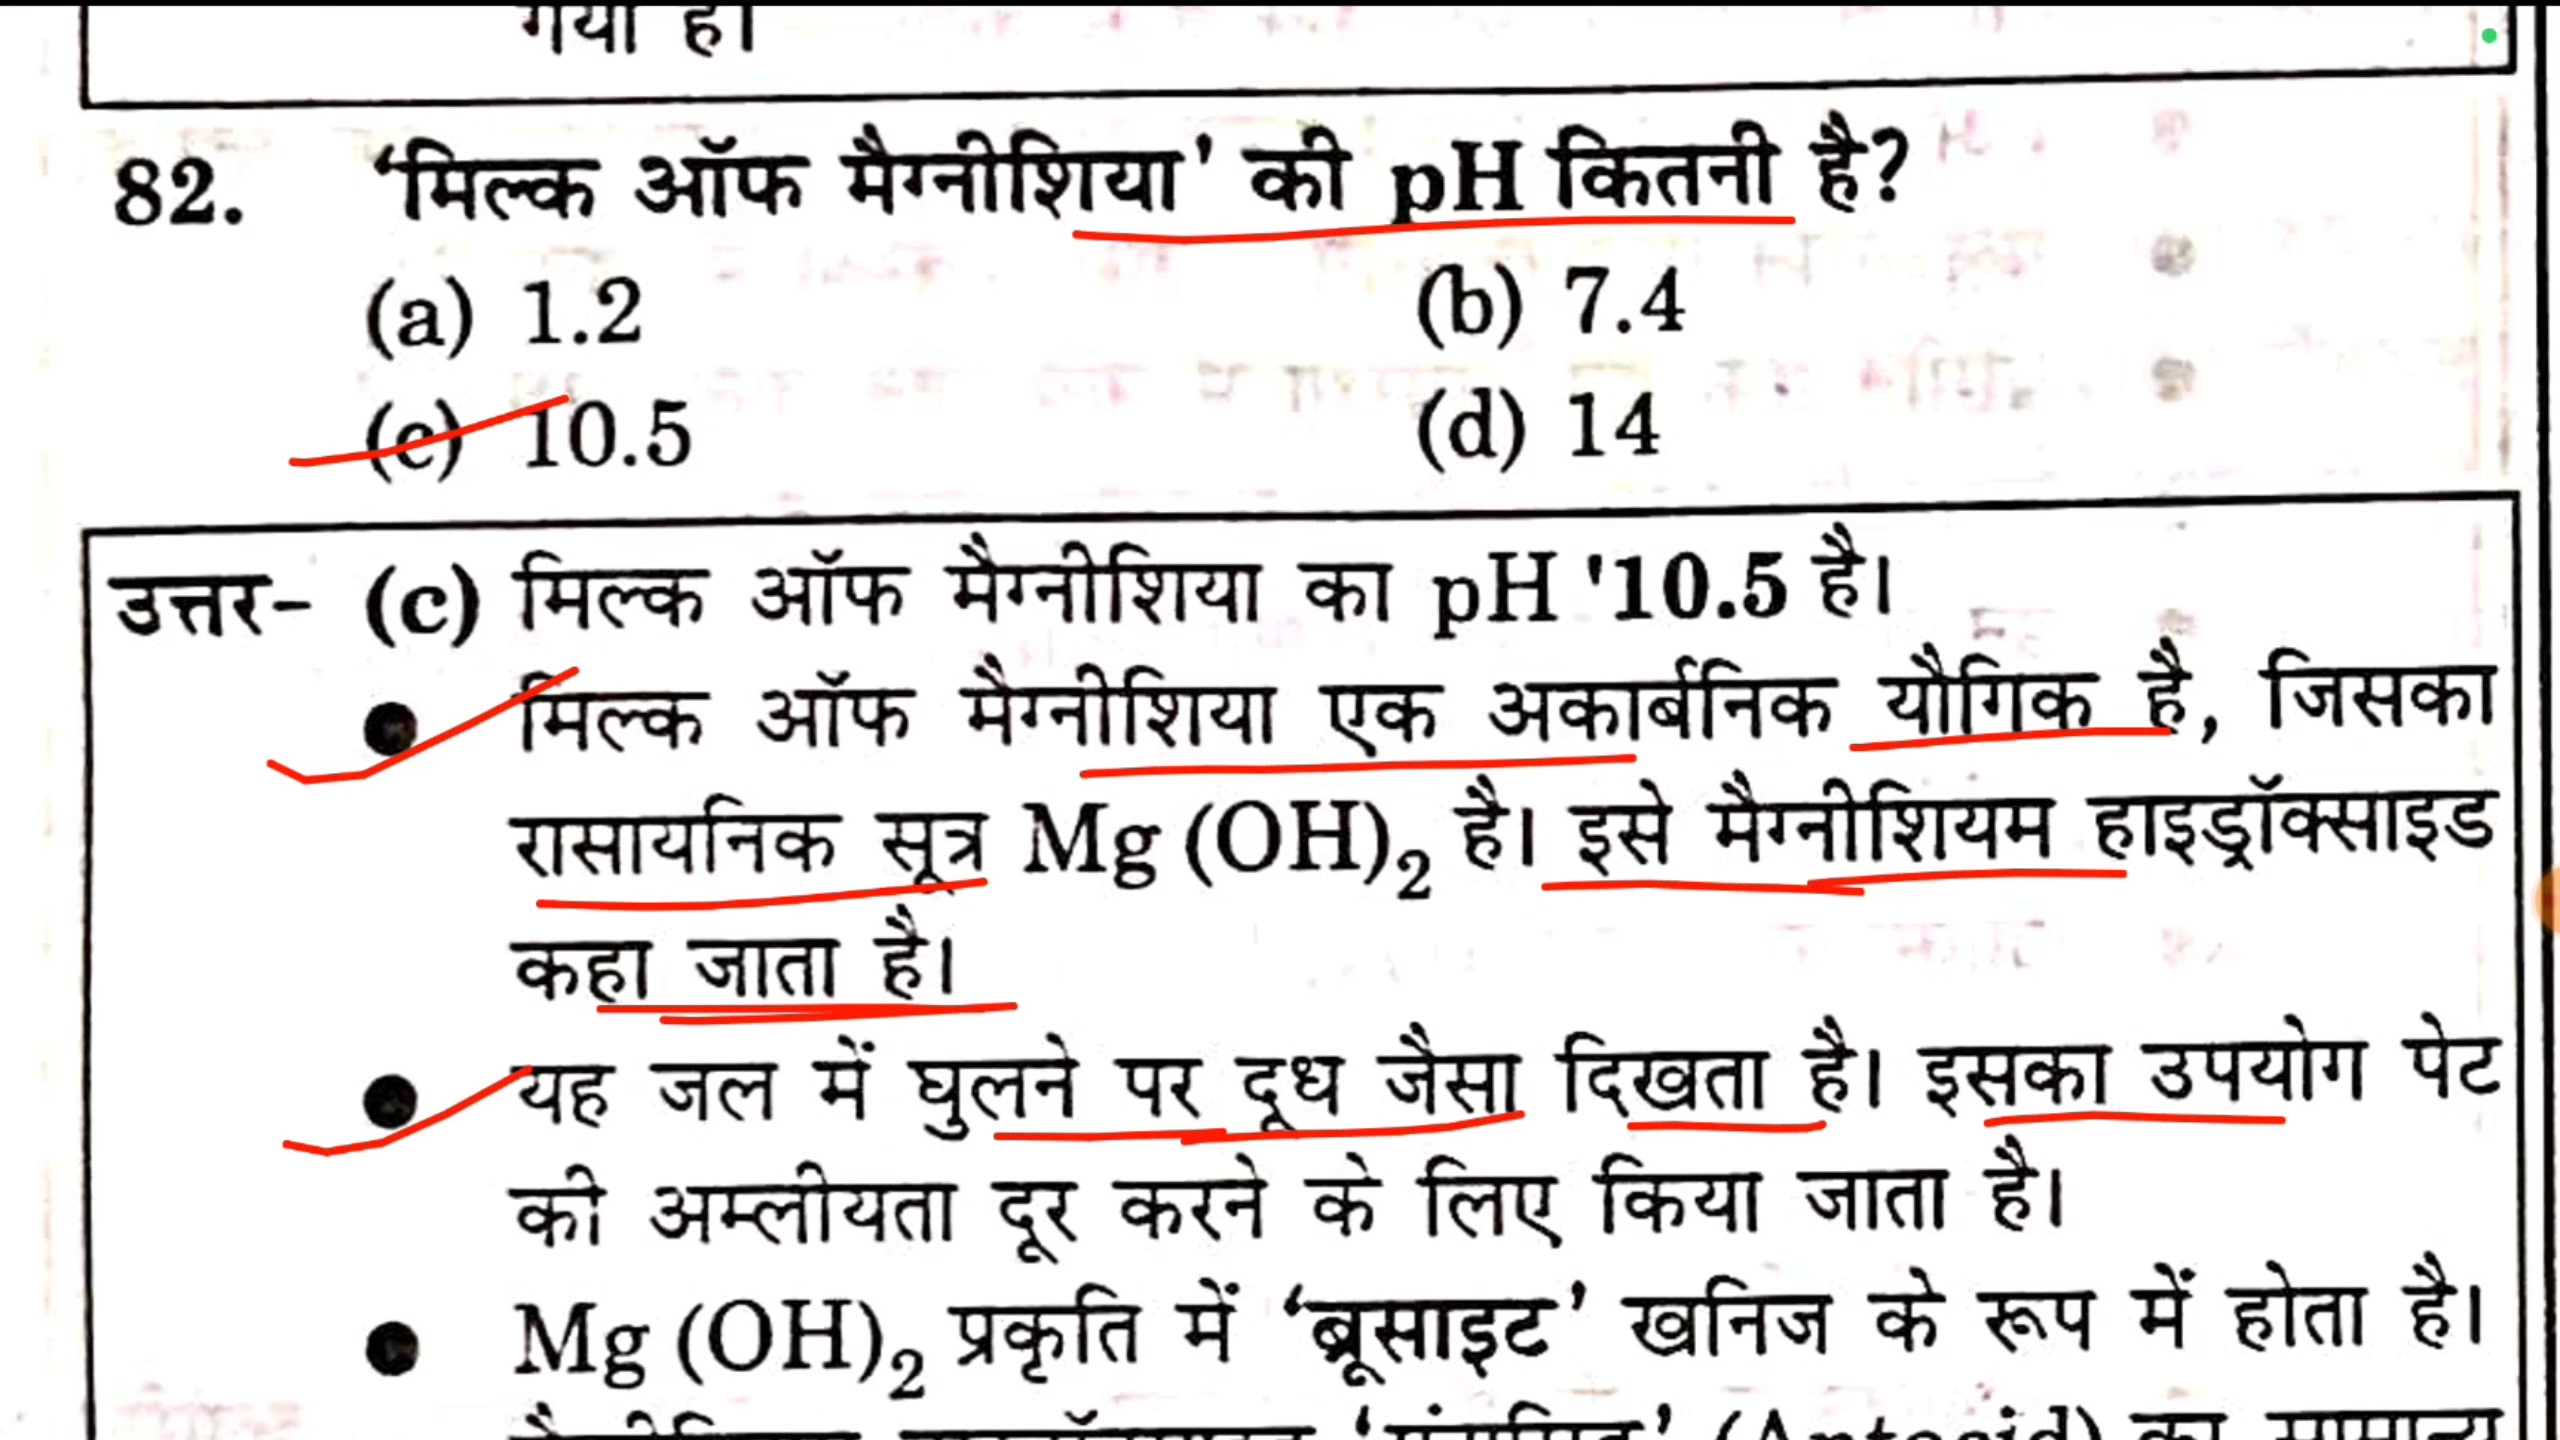 गया है।
82. 'मिल्क ऑफ मैग्नीशिया' की pH कितनी है?
(a) 1.2 (b) 7.4
(c) 10.5 (d) 14
उत्तर- (c) मिल्क ऑफ मैग्नीशिया का pH '10.5 है।
● मिल्क ऑफ मैग्नीशिया एक अकार्बनिक यौगिक है, जिसका
रासायनिक सूत्र Mg (OH)₂ है। इसे मैग्नीशियम हाइड्रॉक्साइड
कहा जाता है।
● यह जल में घुलने पर दूध जैसा दिखता है। इसका उपयोग पेट
की अम्लीयता दूर करने के लिए किया जाता है।
● Mg (OH)₂ प्रकृति में 'ब्रूसाइट' खनिज के रूप में होता है।
(Antacid) का सामान्य